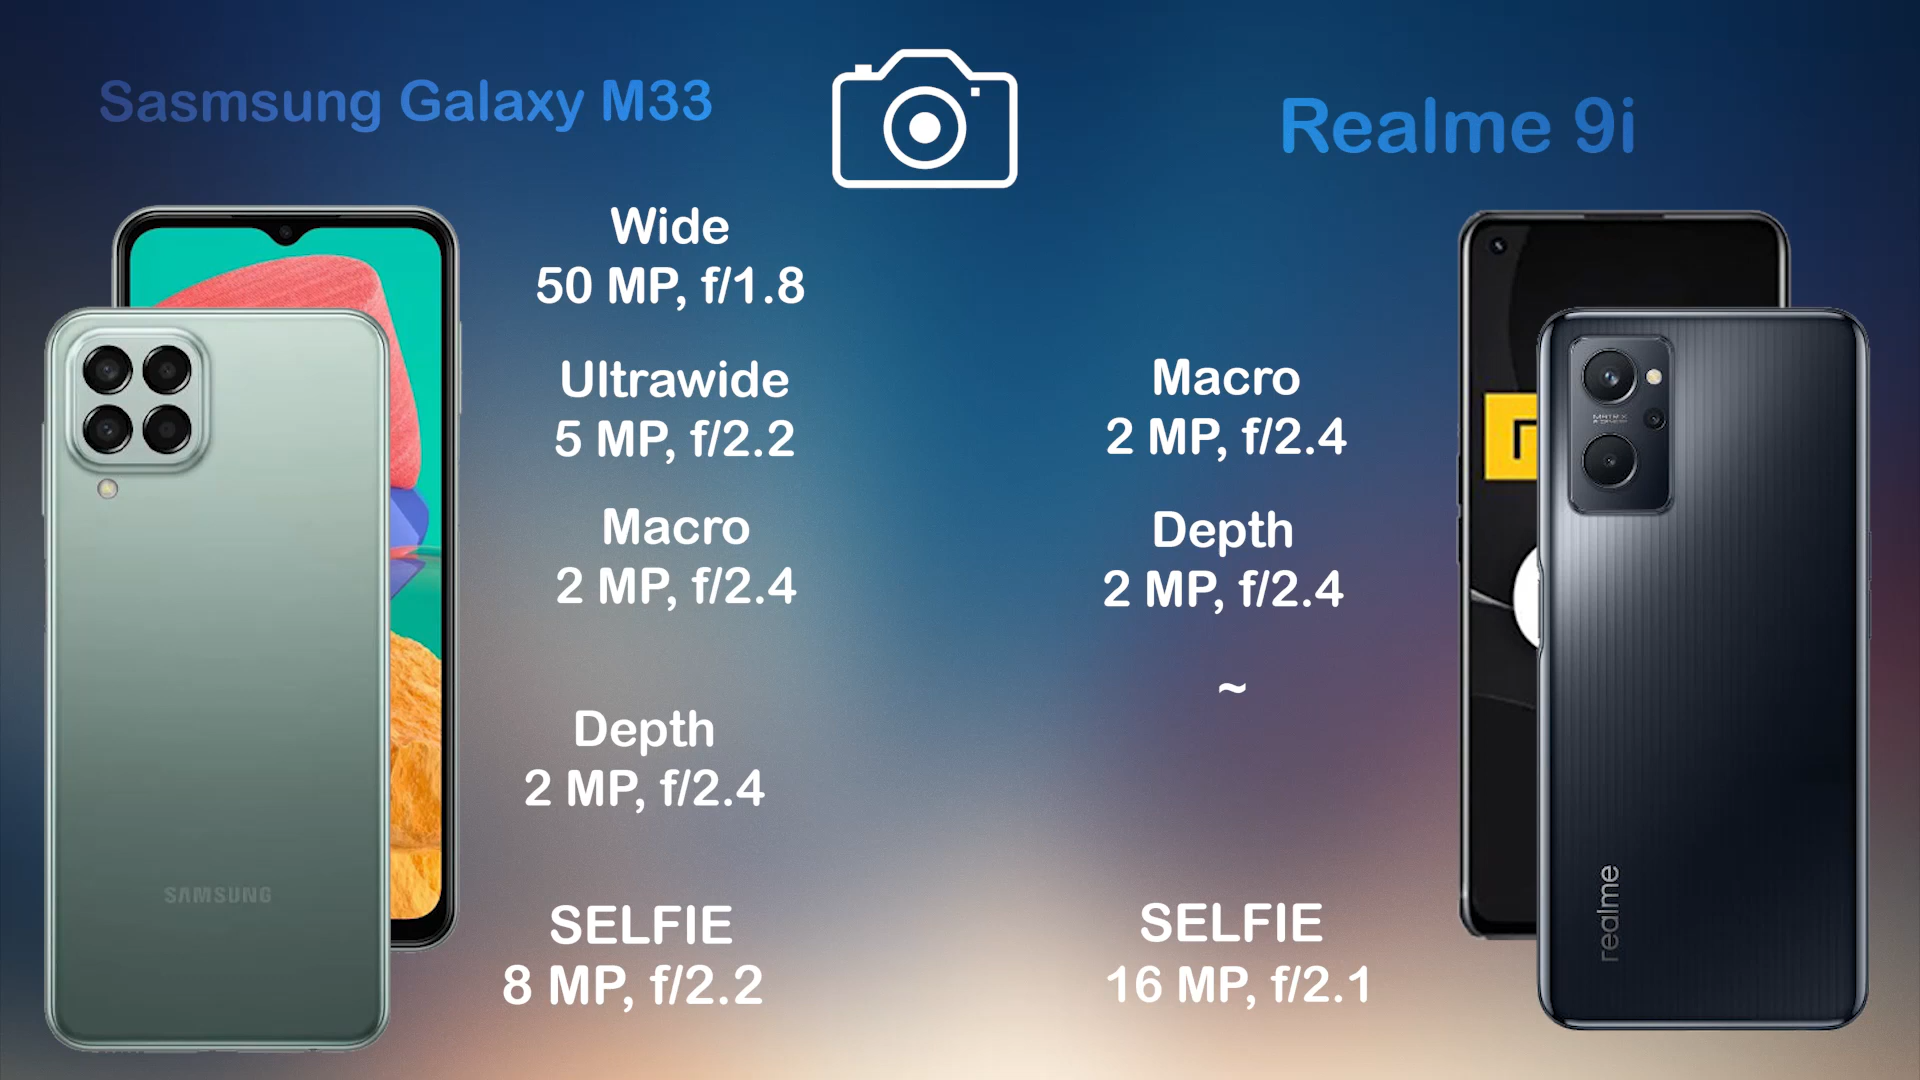 Sasmsung Galaxy M33
Realme 9i
Wide
50 MP, f/1.8
Ultrawide
5 MP, f/2.2
Macro
2 MP, f/2.4
Depth
2 MP, f/2.4
SELFIE
8 MP, f/2.2
Macro
2 MP, f/2.4
Depth
2 MP, f/2.4
~
SELFIE
16 MP, f/2.1
SAMSUNG
realme